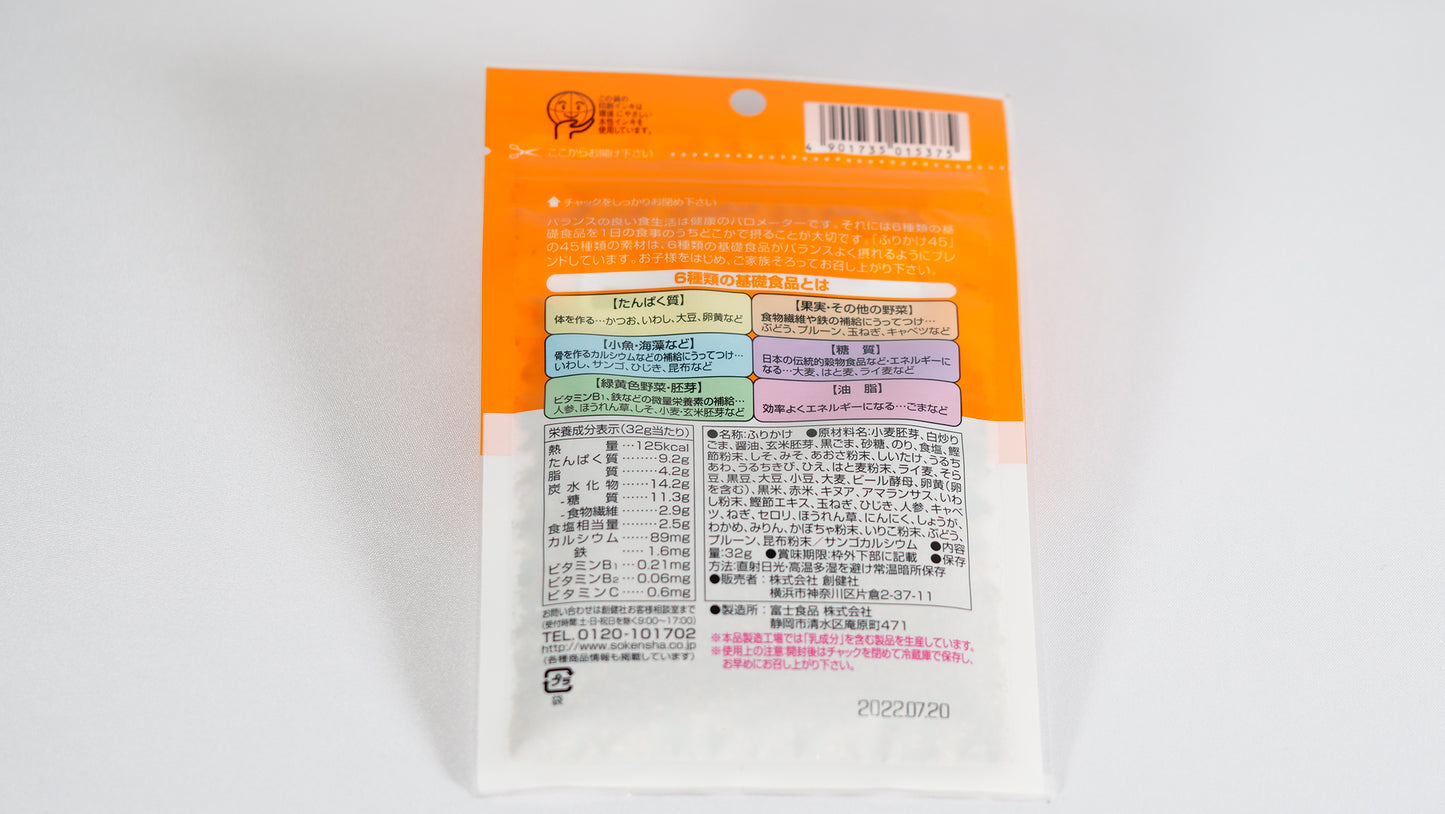 この袋の
印刷インキは
環境にやさしい
水性インキを
使用しています。
4 901735 015375
ここからお開け下さい
チャックをしっかりお閉め下さい
バランスの良い食生活は健康のバロメーターです。それには6種類の基
礎食品を1日の食事のうちどこかで摂ることが大切です。「ふりかけ45」
の45種類の素材は、6種類の基礎食品がバランスよく摂れるようにブレ
ンドしています。お子様をはじめ、ご家族そろってお召し上がり下さい。
6種類の基礎食品とは
【たんぱく質】
体を作る…かつお、いわし、大豆、卵黄など
【果実・その他の野菜】
食物繊維や鉄の補給にうってつけ…
ぶどう、プルーン、玉ねぎ、キャベツなど
【小魚・海藻など】
骨を作るカルシウムなどの補給にうってつけ…
いわし、サンゴ、ひじき、昆布など
【糖 質】
日本の伝統的穀物食品など・エネルギーに
なる…大麦、はと麦、ライ麦など
【緑黄色野菜・胚芽】
ビタミンB1、鉄などの微量栄養素の補給…
人参、ほうれん草、しそ、小麦・玄米胚芽など
【油 脂】
効率よくエネルギーになる…ごまなど
栄養成分表示(32g当たり)
熱 量…125kcal
たんぱく質……9.2g
脂 質……4.2g
炭水化物……14.2g
-糖 質……11.3g
-食物繊維……2.9g
食塩相当量……2.5g
カルシウム……89mg
鉄 ……1.6mg
ビタミンB1…0.21mg
ビタミンB2…0.06mg
ビタミンC……0.6mg
お問い合わせは創健社お客様相談室まで
(受付時間:土・日・祝日を除く9:00〜17:00)
TEL.0120-101702
http://www.sokensha.co.jp
(各種商品情報も掲載しています)
プラ
袋
●名称:ふりかけ ●原材料名:小麦胚芽、白炒り
ごま、醤油、玄米胚芽、黒ごま、砂糖、のり、食塩、鰹
節粉末、しそ、みそ、あおさ粉末、しいたけ、うるち
あわ、うるちきび、ひえ、はと麦粉末、ライ麦、そら
豆、黒豆、大豆、小豆、大麦、ビール酵母、卵黄(卵
を含む)、黒米、赤米、キヌア、アマランサス、いわ
し粉末、鰹節エキス、玉ねぎ、ひじき、人参、キャベ
ツ、ねぎ、セロリ、ほうれん草、にんにく、しょうが、
わかめ、みりん、かぼちゃ粉末、いりこ粉末、ぶどう、
プルーン、昆布粉末/サンゴカルシウム ●内容
量:32g ●賞味期限:枠外下部に記載 ●保存
方法:直射日光・高温多湿を避け常温暗所保存
●販売者:株式会社 創健社
横浜市神奈川区片倉2-37-11
●製造所:富士食品 株式会社
静岡市清水区庵原町471
※本品製造工場では「乳成分」を含む製品を生産しています。
※使用上の注意:開封後はチャックを閉めて冷蔵庫で保存し、
お早めにお召し上がり下さい。
2022.07.20